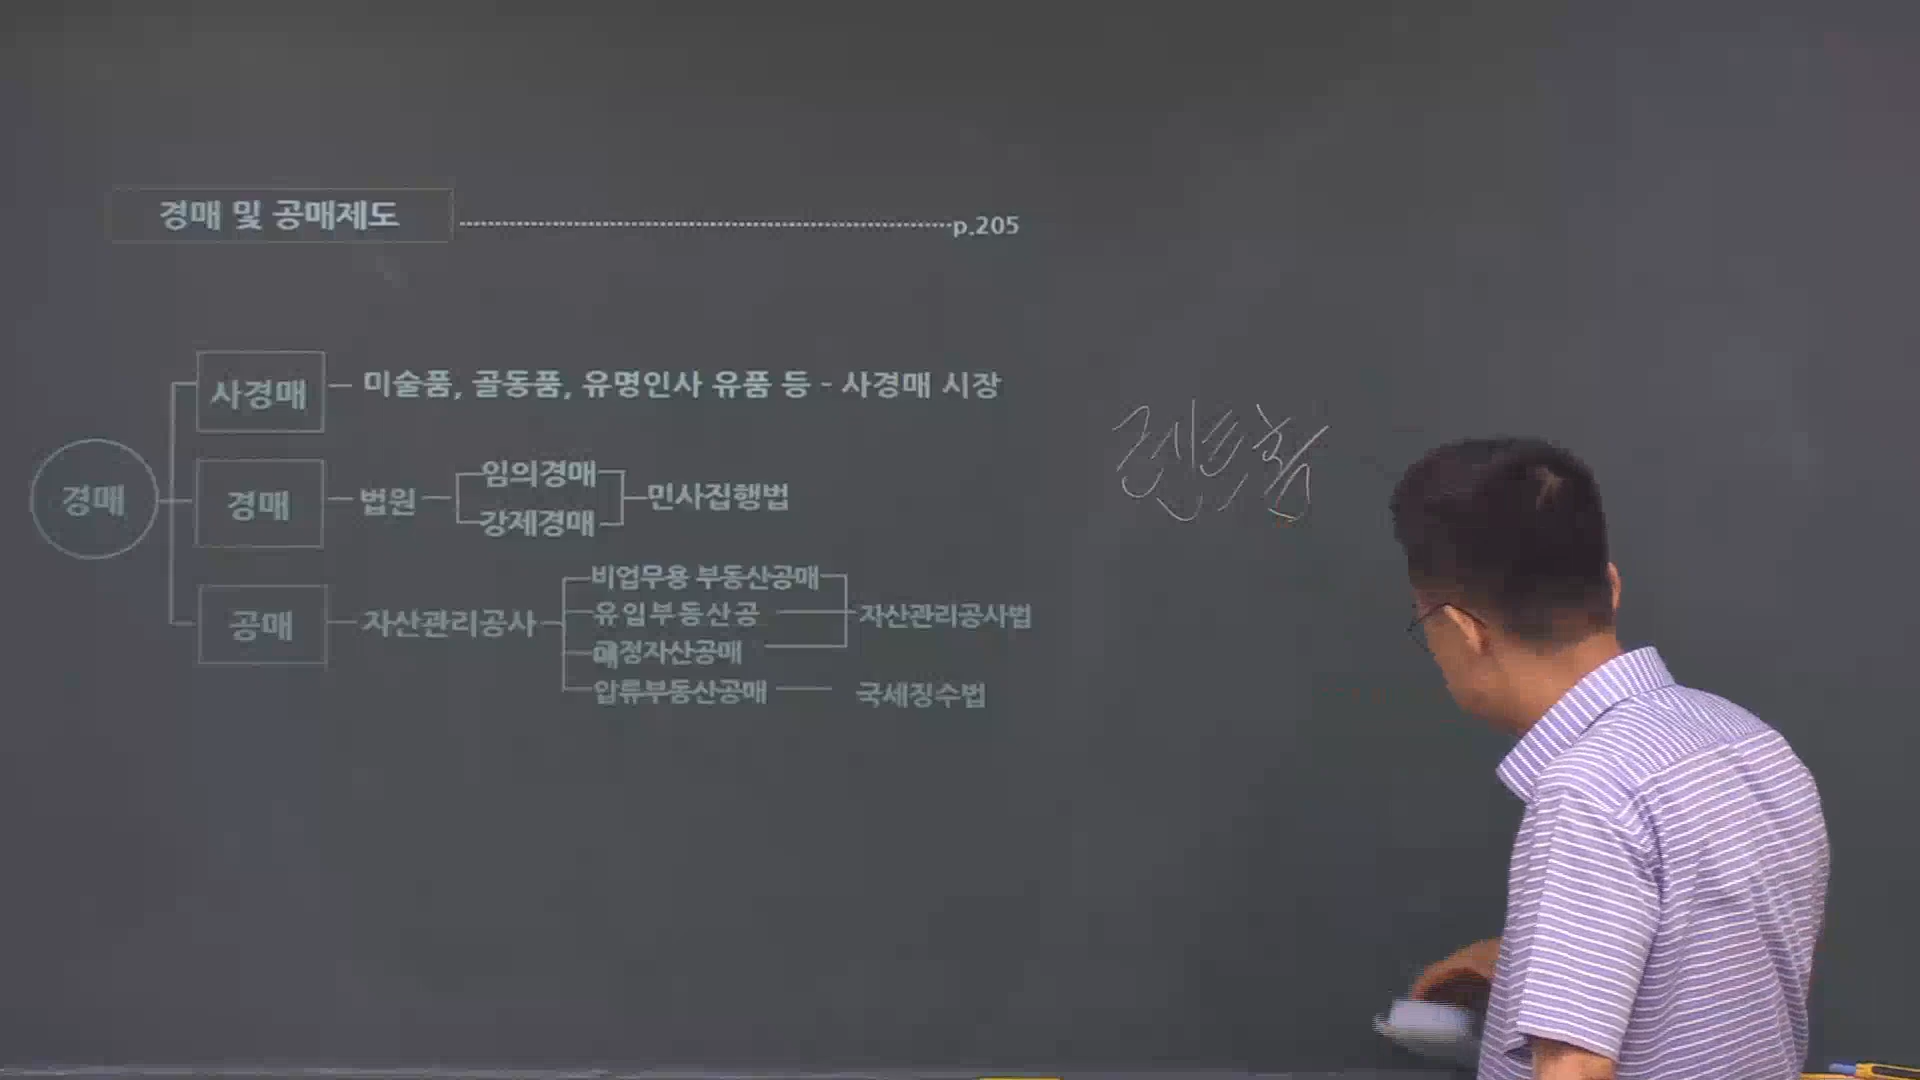 경매 및 공매제도 p.205
사경매 미술품, 골동품, 유명인사 유품 등 - 사경매 시장
경매
경매 법원 임의경매 민사집행법
강제경매
공매 자산관리공사 비업무용 부동산공매
유입부동산공 자산관리공사법
매
정자산공매
압류부동산공매 국세징수법